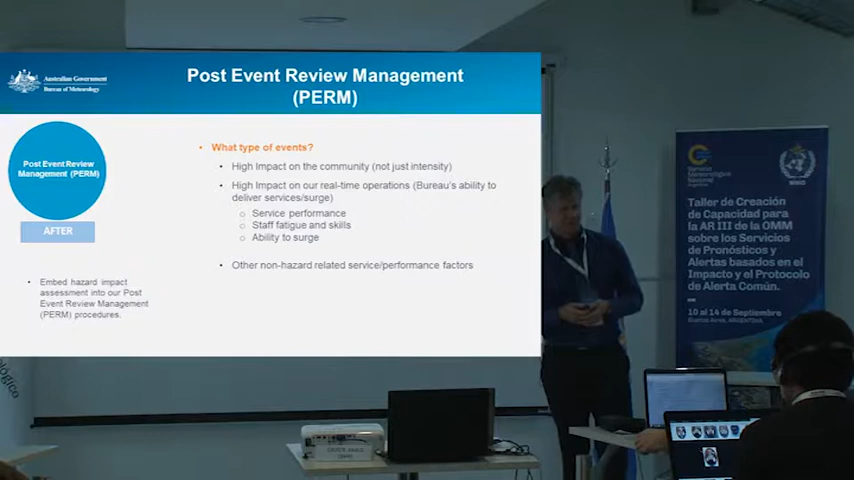 Australian Government
Bureau of Meteorology
Post Event Review Management
(PERM)
Post Event Review
Management (PERM)
AFTER
• Embed hazard impact
assessment into our Post
Event Review Management
(PERM) procedures.
• What type of events?
• High Impact on the community (not just intensity)
• High Impact on our real-time operations (Bureau's ability to
deliver services/surge)
o Service performance
o Staff fatigue and skills
o Ability to surge
• Other non-hazard related service/performance factors
Servicio
Meteorológico
Nacional
Argentina
Taller de Creación
de Capacidad para
la AR III de la OMM
sobre los Servicios
de Pronósticos y
Alertas basados en el
Impacto y el Protocolo
de Alerta Común.
10 al 14 de Septiembre
Buenos Aires, ARGENTINA
ológico